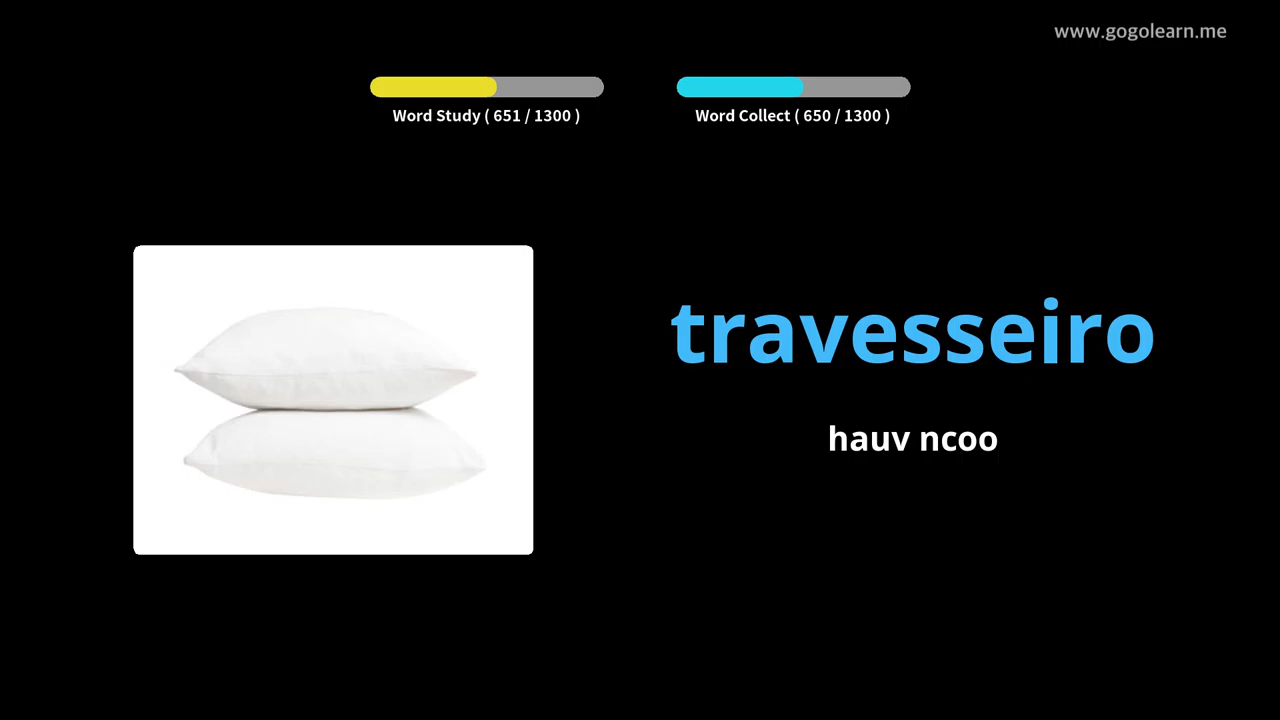 www.gogolearn.me
Word Study ( 651 / 1300 )
Word Collect ( 650 / 1300 )
travesseiro
hauv ncoo